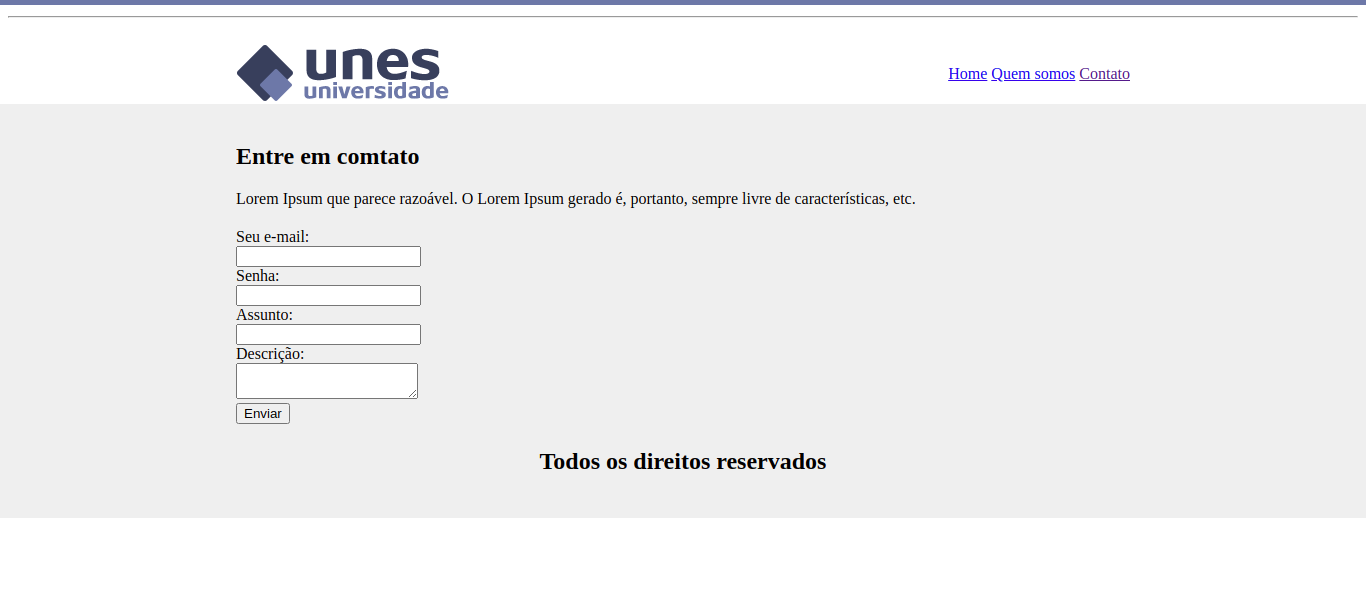 unes
universidade
Home Quem somos Contato
Entre em comtato
Lorem Ipsum que parece razoável. O Lorem Ipsum gerado é, portanto, sempre livre de características, etc.
Seu e-mail:
Senha:
Assunto:
Descrição:
Enviar
Todos os direitos reservados